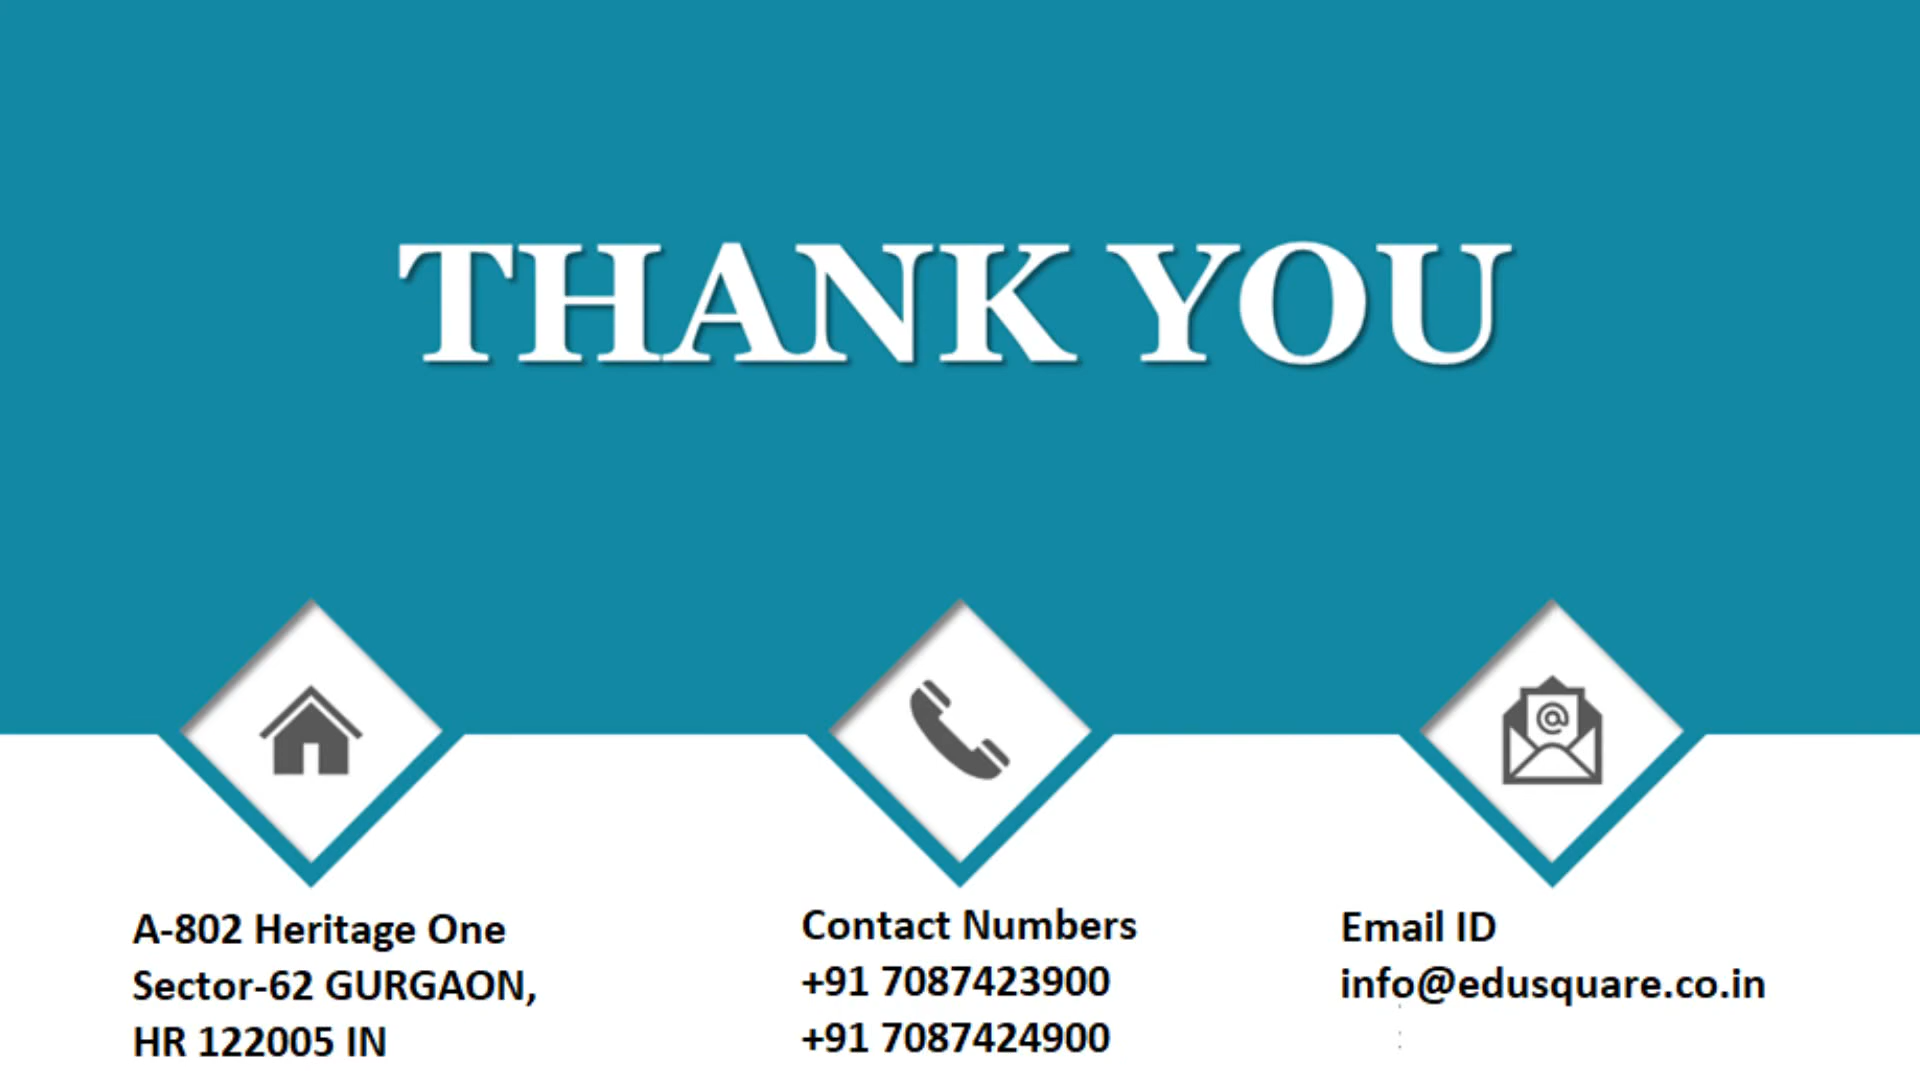 THANK YOU
A-802 Heritage One
Sector-62 GURGAON,
HR 122005 IN
Contact Numbers
+91 7087423900
+91 7087424900
Email ID
info@edusquare.co.in